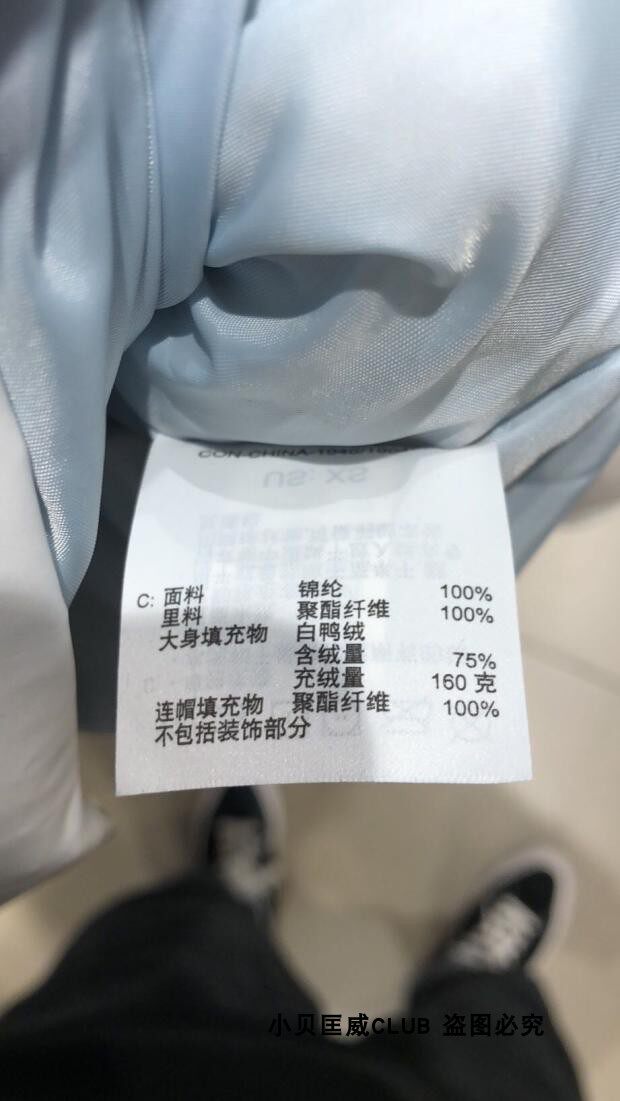 CON-CHINA-
C: 面料 锦纶 100%
里料 聚酯纤维 100%
大身填充物 白鸭绒
含绒量 75%
充绒量 160 克
连帽填充物 聚酯纤维 100%
不包括装饰部分
小贝匡威CLUB 盗图必究